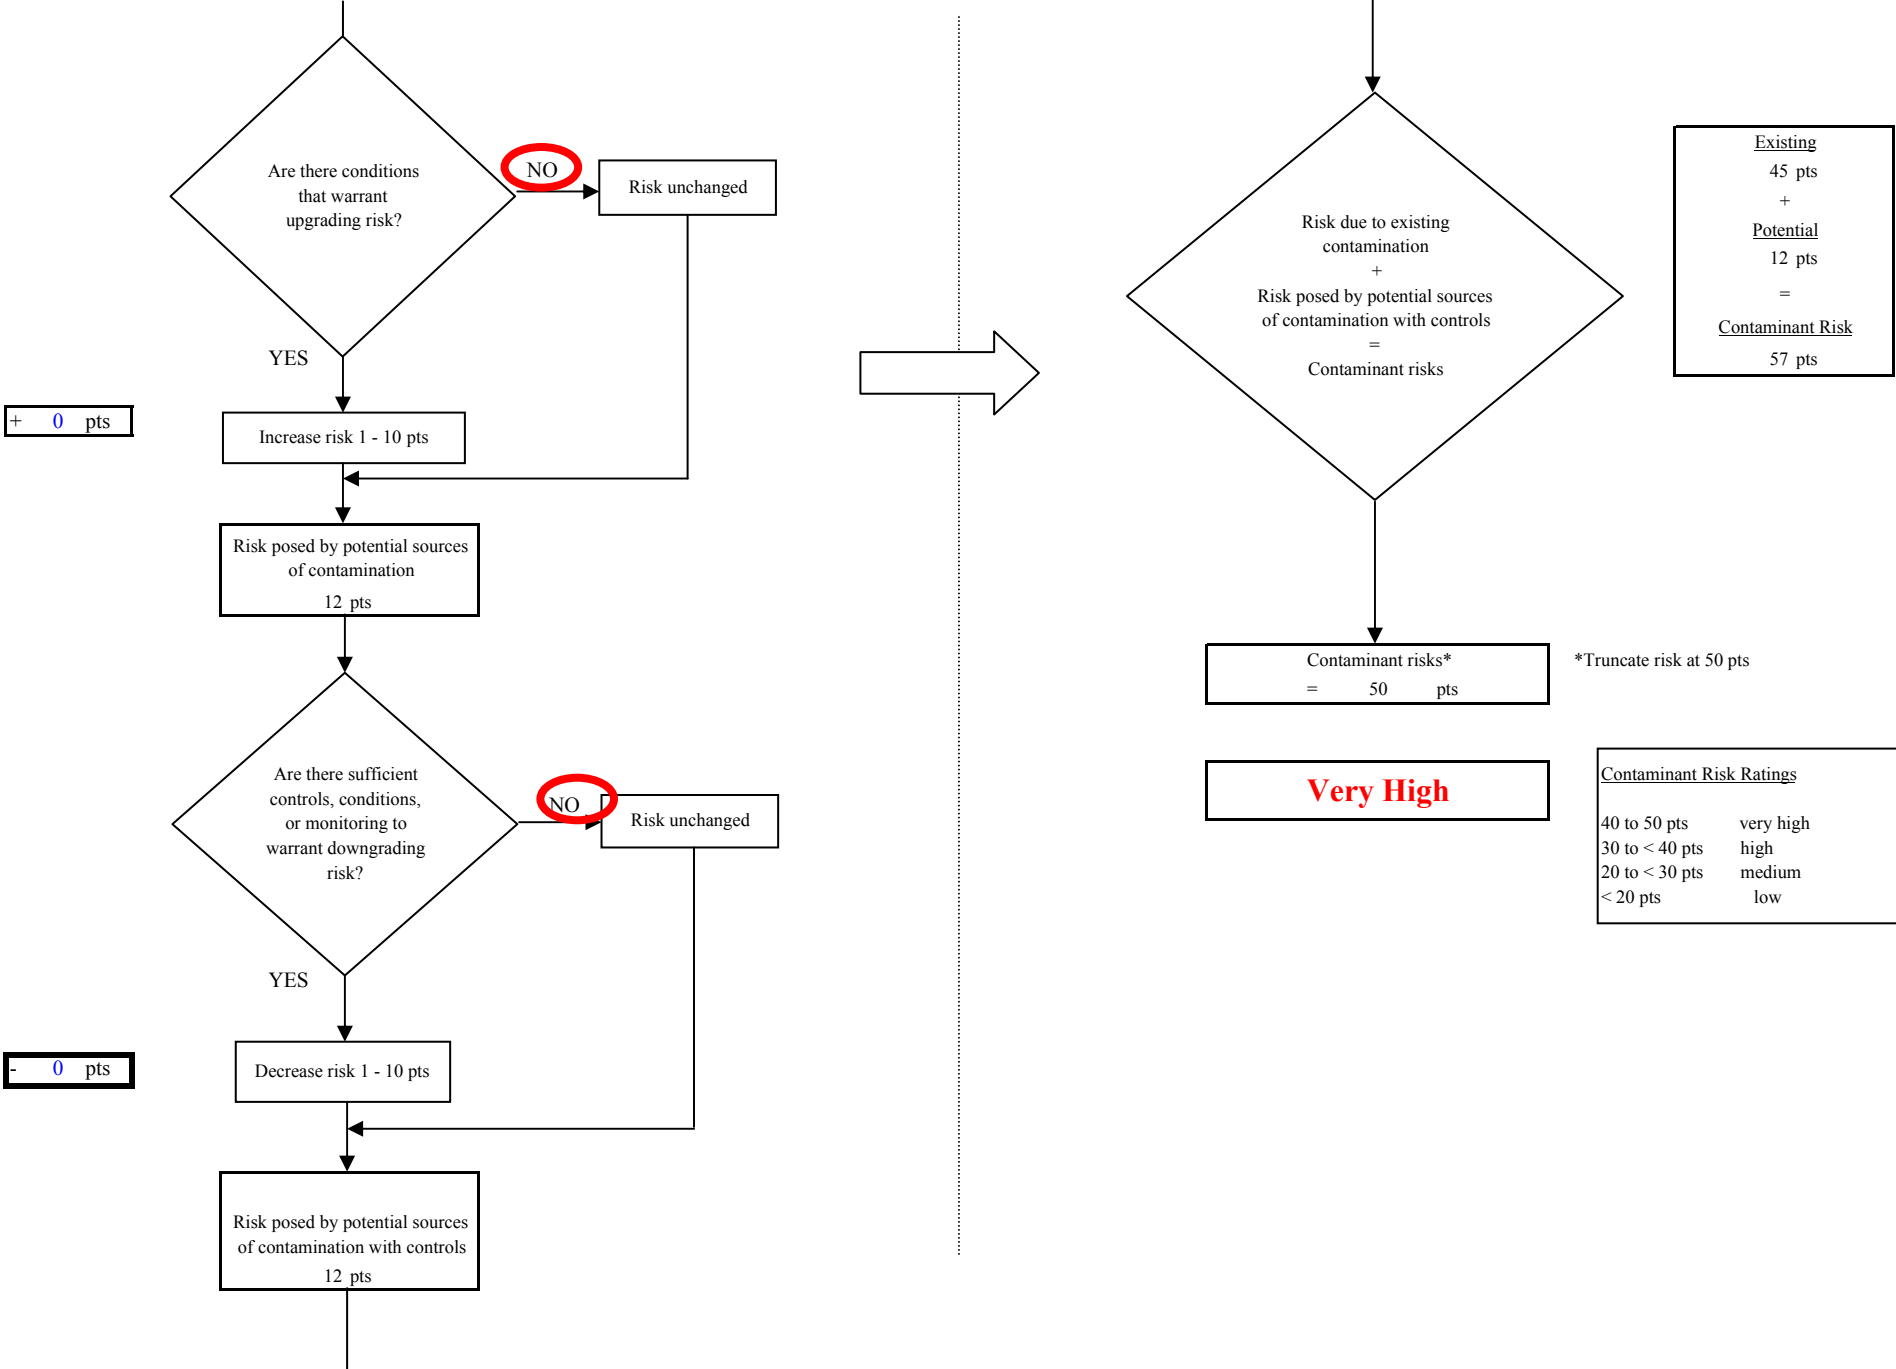 Are there conditions
that warrant
upgrading risk?
NO
Risk unchanged
YES
+ 0 pts
Increase risk 1 - 10 pts
Risk posed by potential sources
of contamination
12 pts
Are there sufficient
controls, conditions,
or monitoring to
warrant downgrading
risk?
NO
Risk unchanged
YES
- 0 pts
Decrease risk 1 - 10 pts
Risk posed by potential sources
of contamination with controls
12 pts
Risk due to existing
contamination
+
Risk posed by potential sources
of contamination with controls
=
Contaminant risks
Existing
45 pts
+
Potential
12 pts
=
Contaminant Risk
57 pts
Contaminant risks*
= 50 pts
*Truncate risk at 50 pts
Very High
Contaminant Risk Ratings
40 to 50 pts very high
30 to < 40 pts high
20 to < 30 pts medium
< 20 pts low